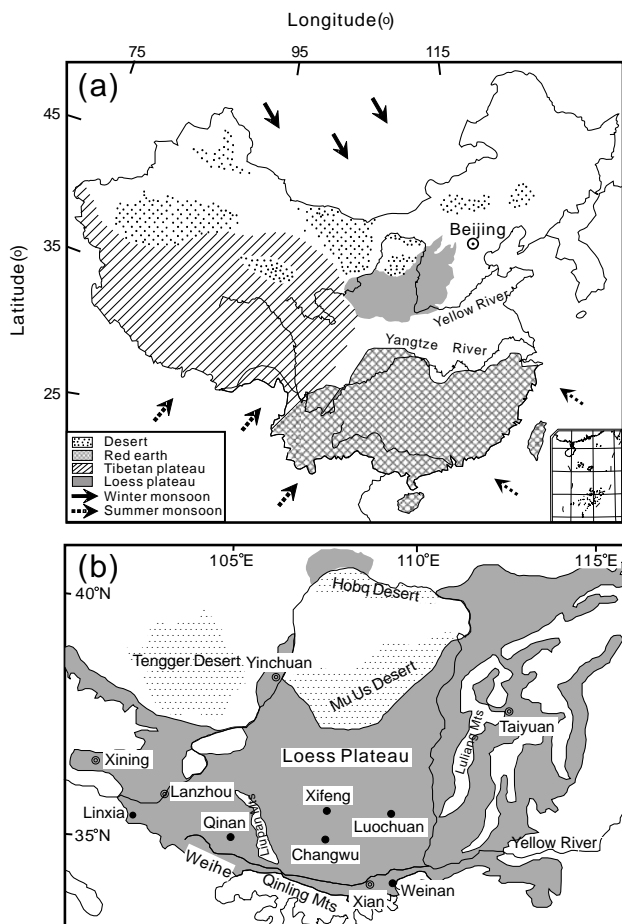 Longitude(o)
75 95 115
(a)
45
35
25
Latitude(o)
Beijing
Yellow River
Yangtze River
Desert
Red earth
Tibetan plateau
Loess plateau
Winter monsoon
Summer monsoon
(b)
105°E 110°E 115°E
40°N
35°N
Hobq Desert
Tengger Desert
Yinchuan
Mu Us Desert
Luliang Mts
Taiyuan
Xining
Loess Plateau
Lanzhou
Liupan Mts
Xifeng
Linxia
Qinan
Luochuan
Changwu
Yellow River
Weihe
Qinling Mts
Xian
Weinan